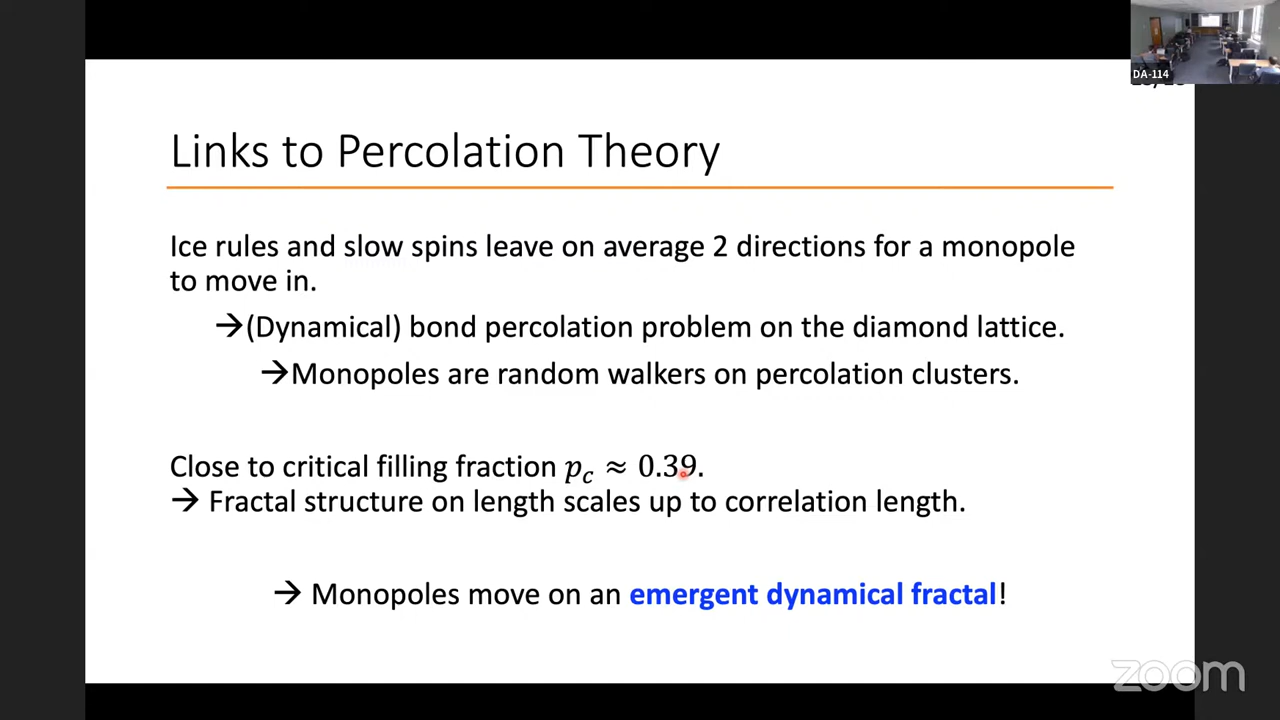 DA-114
Links to Percolation Theory
Ice rules and slow spins leave on average 2 directions for a monopole
to move in.
→(Dynamical) bond percolation problem on the diamond lattice.
→Monopoles are random walkers on percolation clusters.
Close to critical filling fraction p_c ≈ 0.39.
→ Fractal structure on length scales up to correlation length.
→ Monopoles move on an emergent dynamical fractal!
zoom